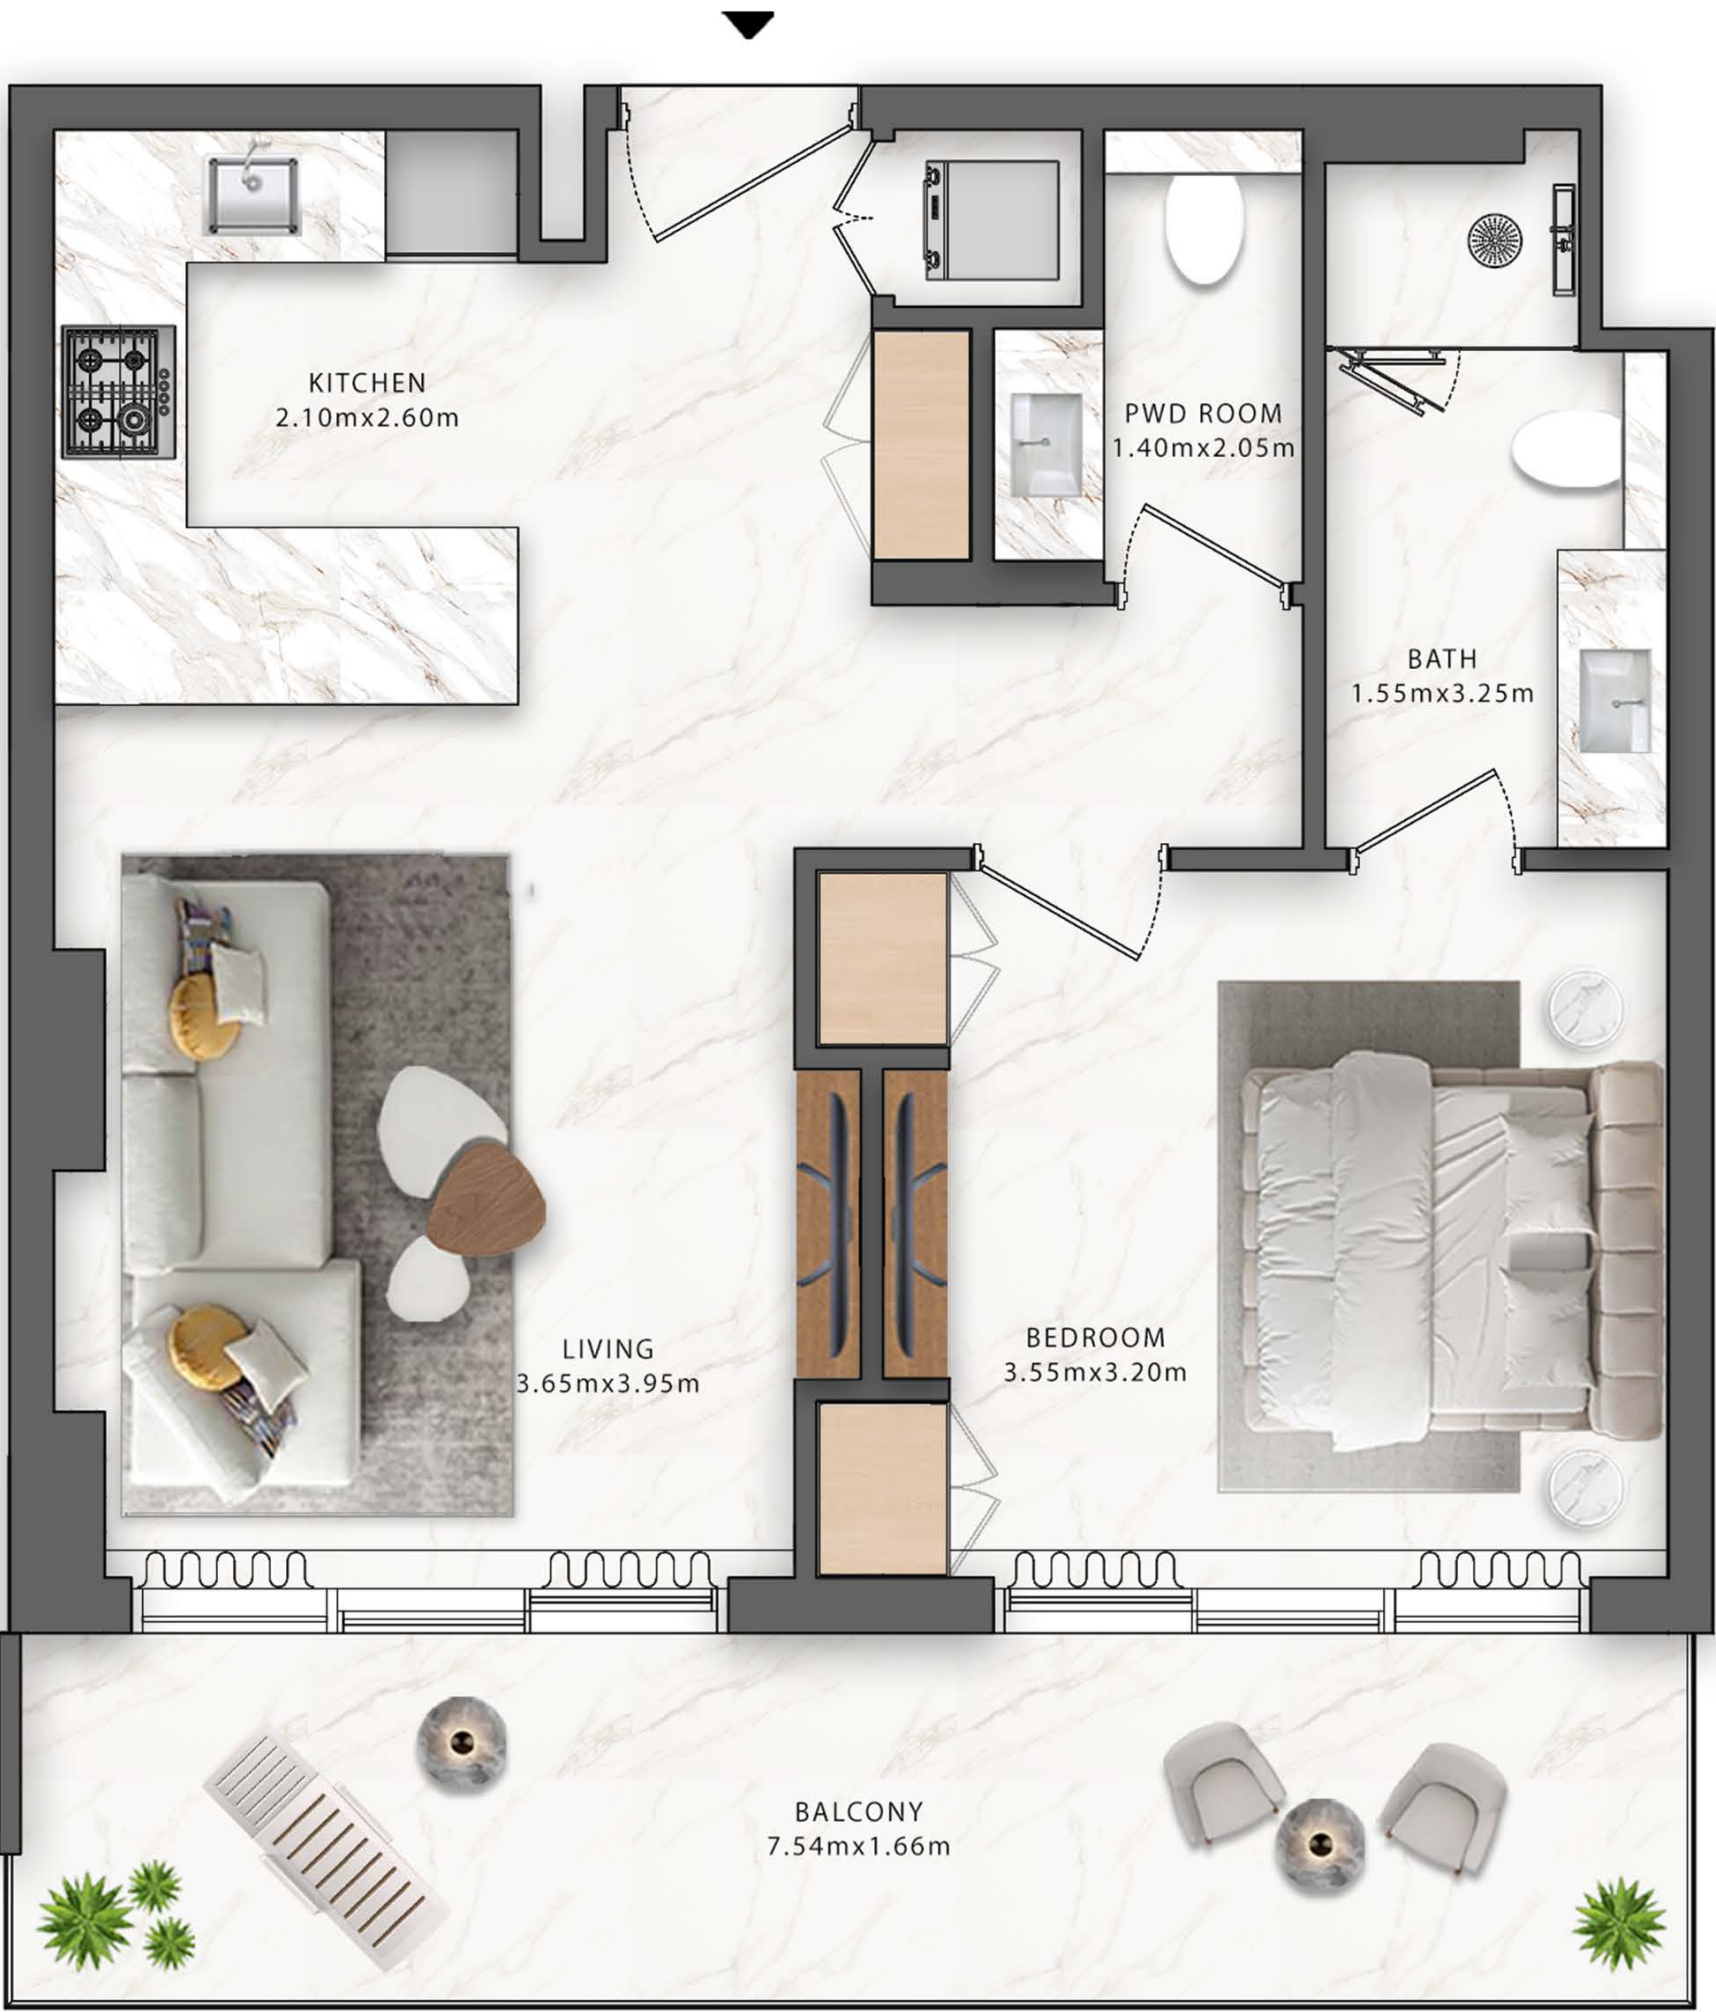 KITCHEN
2.10mx2.60m
PWD ROOM
1.40mx2.05m
BATH
1.55mx3.25m
LIVING
3.65mx3.95m
BEDROOM
3.55mx3.20m
BALCONY
7.54mx1.66m